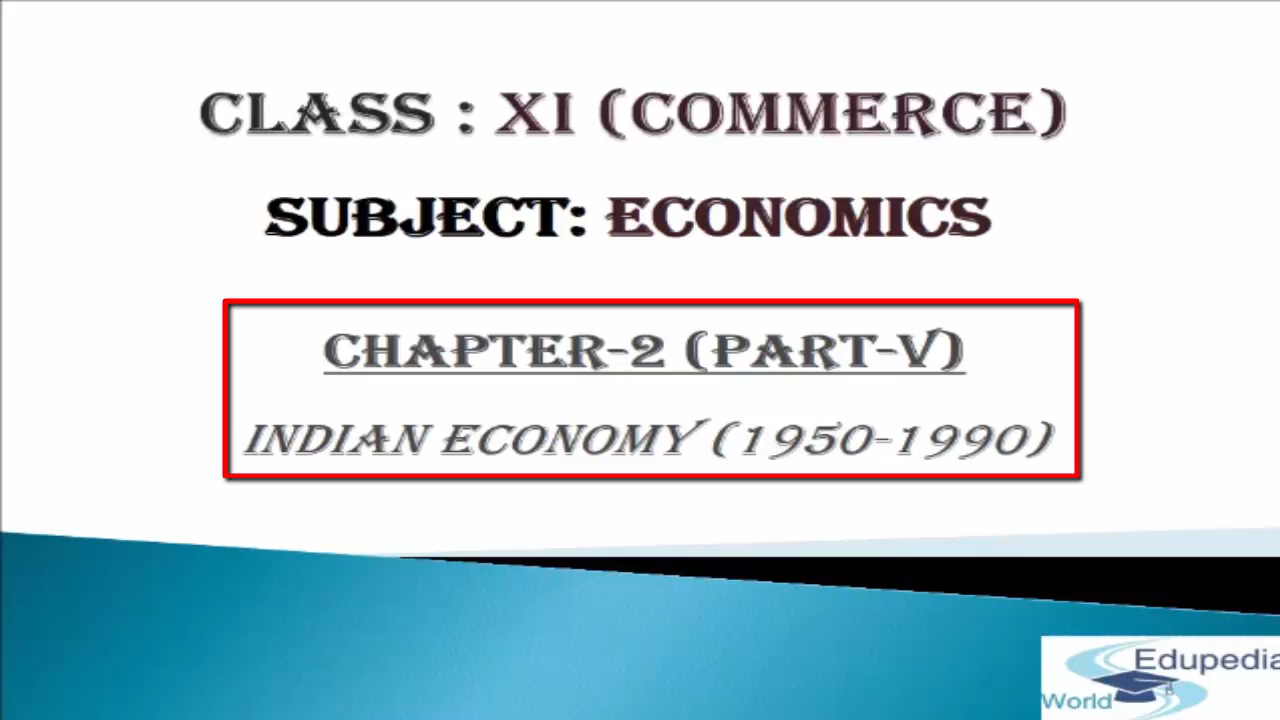 CLASS : XI (COMMERCE)
SUBJECT: ECONOMICS
CHAPTER-2 (PART-V)
INDIAN ECONOMY (1950-1990)
Edupedia
World